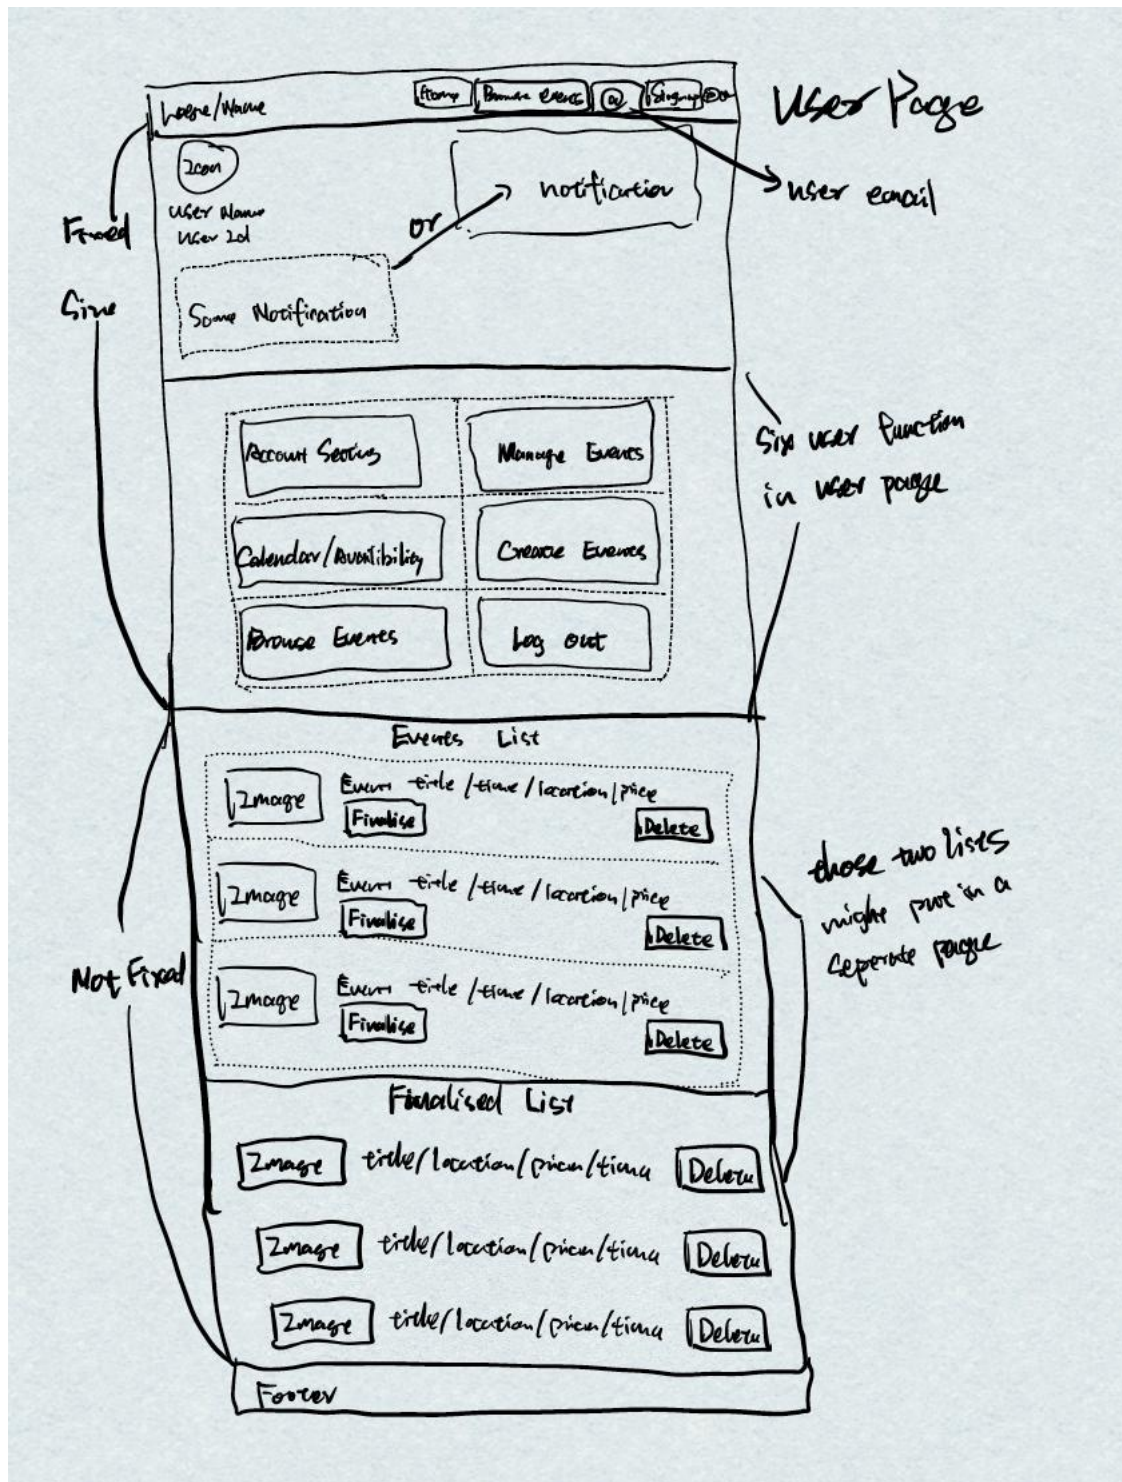 User Page
Logo/Name
Home
Browse events
@
Sign up
user email
Icon
User Name
User Id
or
notification
Some Notification
Fixed
Size
Account Setting
Manage Events
Calendar/Avaitibility
Create Events
Browse Events
Log out
Six user function
in user page
Events List
Image
Event title/time/location/price
Finalise
Delete
Image
Event title/time/location/price
Finalise
Delete
Image
Event title/time/location/price
Finalise
Delete
those two lists
might put in a
seperate page
Not Fixed
Finalised List
Image
title/location/price/time
Delete
Image
title/location/price/time
Delete
Image
title/location/price/time
Delete
Footer